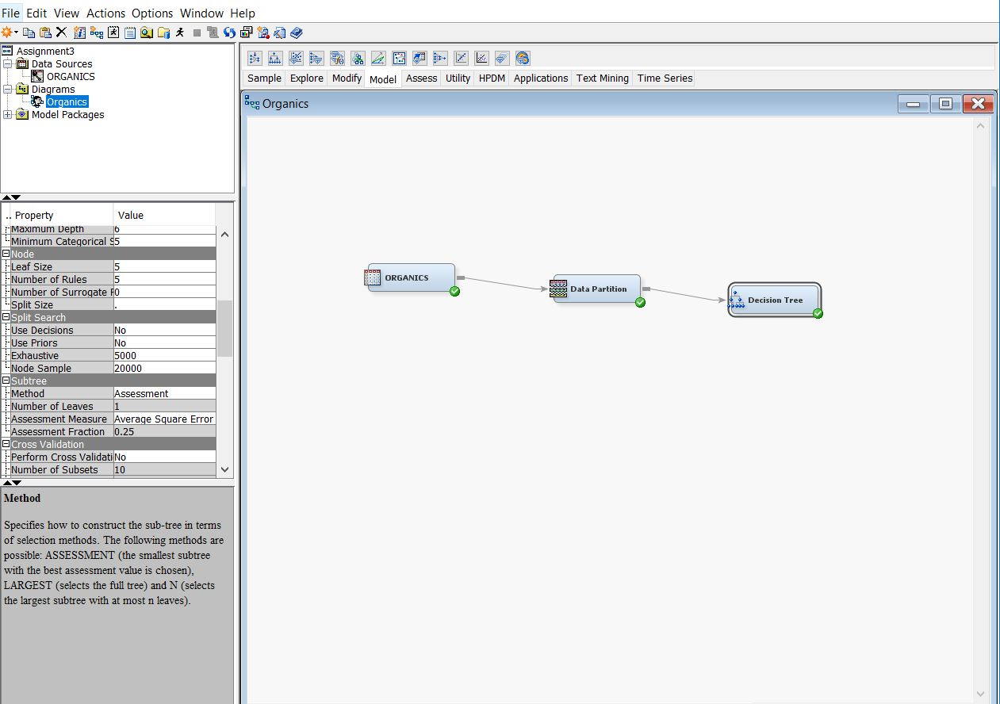 File Edit View Actions Options Window Help
Assignment3
Data Sources
ORGANICS
Diagrams
Organics
Model Packages
.. Property Value
Maximum Depth 6
Minimum Categorical S 5
Node
Leaf Size 5
Number of Rules 5
Number of Surrogate R 0
Split Size .
Split Search
Use Decisions No
Use Priors No
Exhaustive 5000
Node Sample 20000
Subtree
Method Assessment
Number of Leaves 1
Assessment Measure Average Square Error
Assessment Fraction 0.25
Cross Validation
Perform Cross Validati No
Number of Subsets 10
Method
Specifies how to construct the sub-tree in terms
of selection methods. The following methods are
possible: ASSESSMENT (the smallest subtree
with the best assessment value is chosen),
LARGEST (selects the full tree) and N (selects
the largest subtree with at most n leaves).
Sample Explore Modify Model Assess Utility HPDM Applications Text Mining Time Series
Organics
ORGANICS
Data Partition
Decision Tree